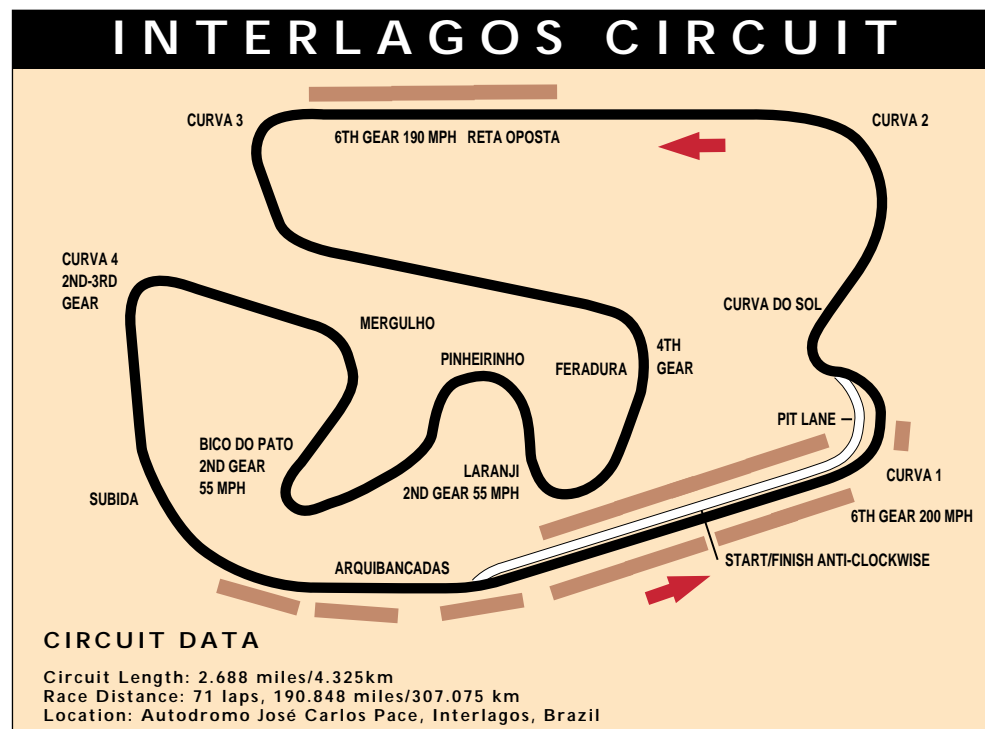 INTERLAGOS CIRCUIT
CURVA 3
6TH GEAR 190 MPH RETA OPOSTA
CURVA 2
CURVA 4
2ND-3RD
GEAR
CURVA DO SOL
MERGULHO
PINHEIRINHO
FERADURA
4TH
GEAR
PIT LANE
BICO DO PATO
2ND GEAR
55 MPH
LARANJI
2ND GEAR 55 MPH
CURVA 1
SUBIDA
6TH GEAR 200 MPH
START/FINISH ANTI-CLOCKWISE
ARQUIBANCADAS
CIRCUIT DATA
Circuit Length: 2.688 miles/4.325km
Race Distance: 71 laps, 190.848 miles/307.075 km
Location: Autodromo José Carlos Pace, Interlagos, Brazil